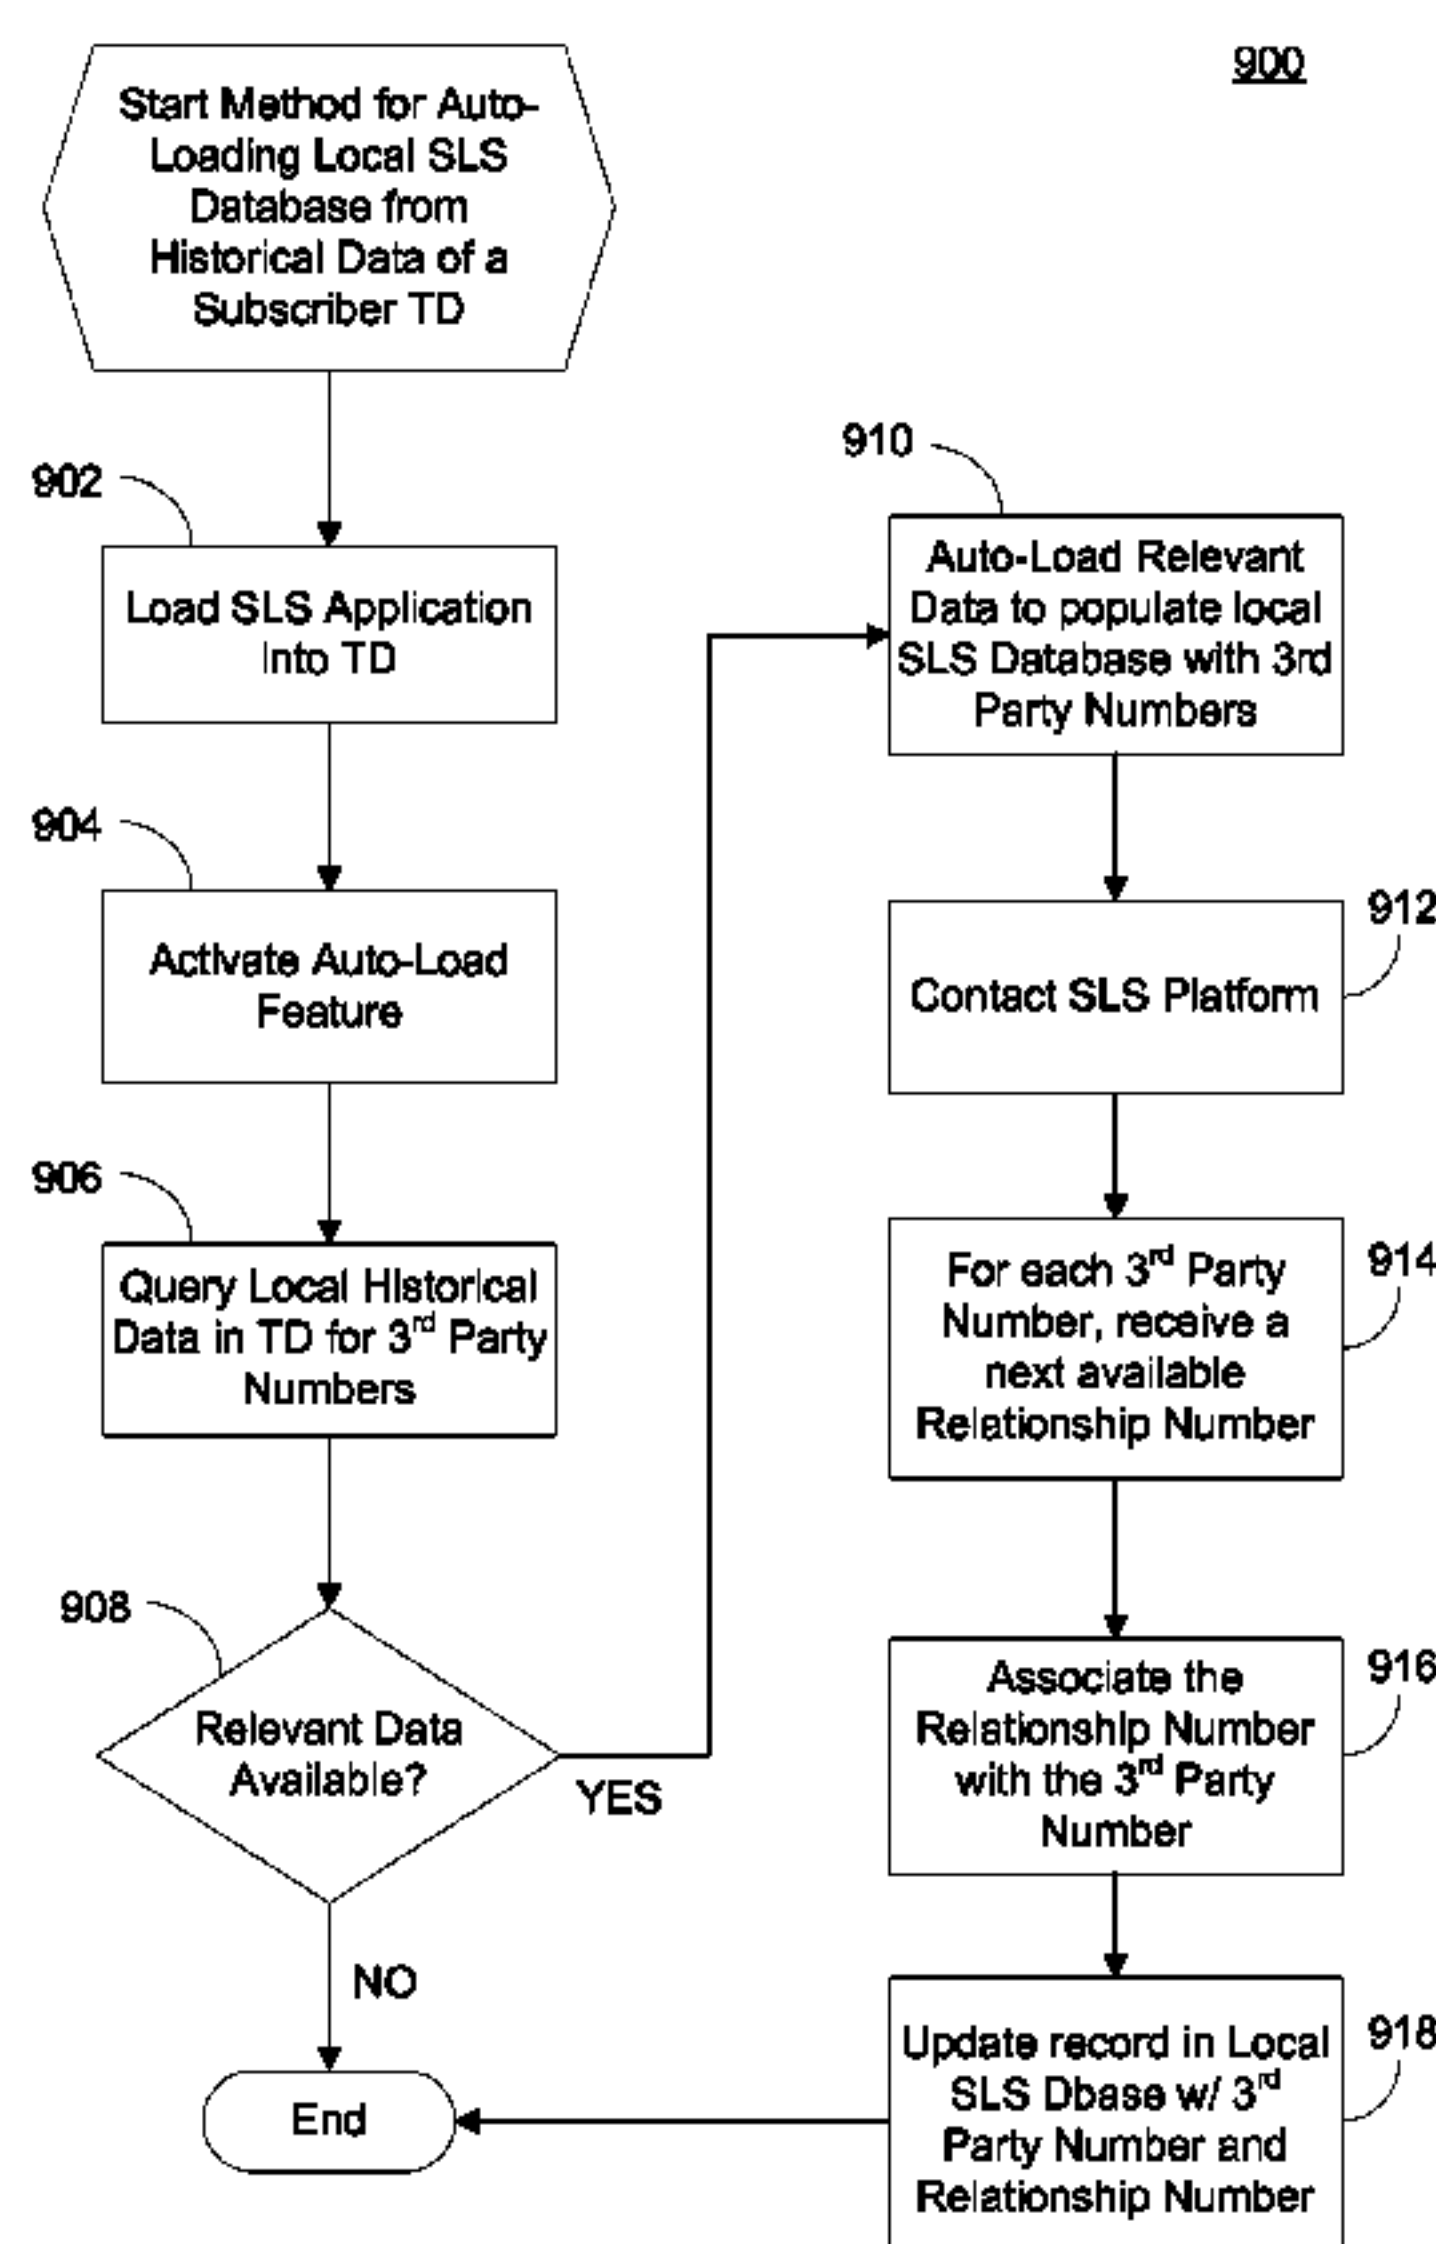 900
Start Method for Auto-
Loading Local SLS
Database from
Historical Data of a
Subscriber TD
902
Load SLS Application
Into TD
904
Activate Auto-Load
Feature
906
Query Local Historical
Data in TD for 3rd Party
Numbers
908
Relevant Data
Available?
YES
NO
End
910
Auto-Load Relevant
Data to populate local
SLS Database with 3rd
Party Numbers
912
Contact SLS Platform
914
For each 3rd Party
Number, receive a
next available
Relationship Number
916
Associate the
Relationship Number
with the 3rd Party
Number
918
Update record in Local
SLS Dbase w/ 3rd
Party Number and
Relationship Number